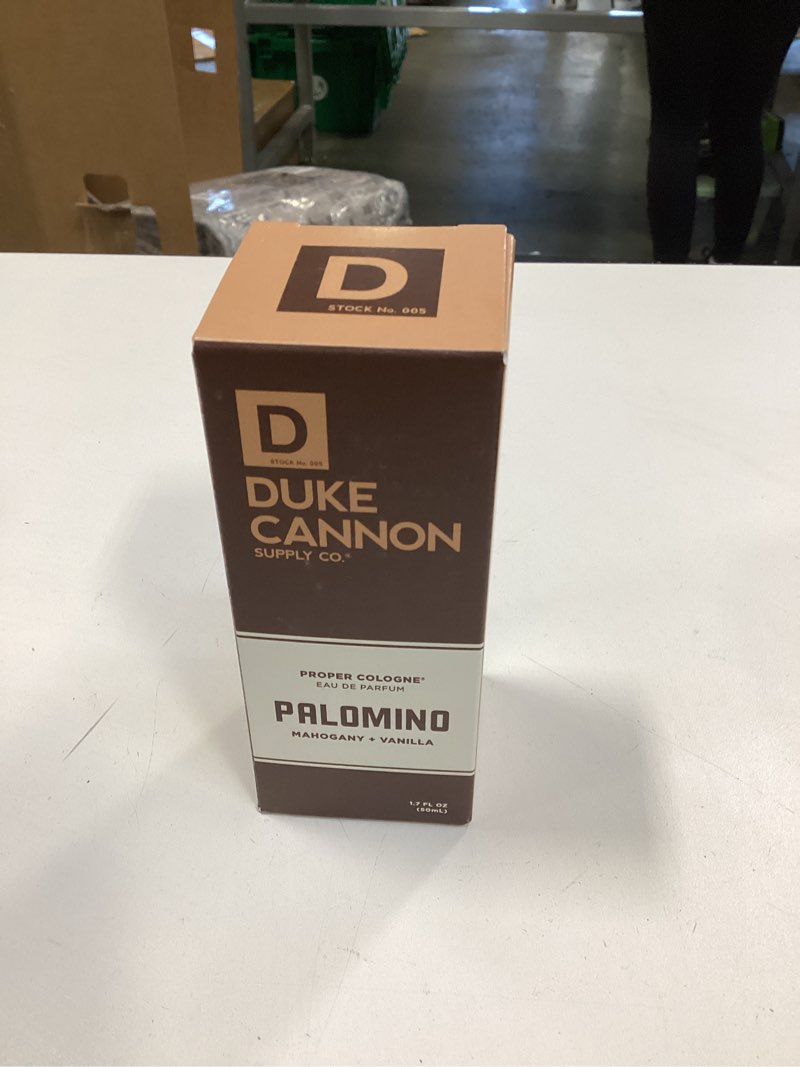 D
STOCK No. 005
D
STOCK No. 005
DUKE
CANNON
SUPPLY CO.®
PROPER COLOGNE®
EAU DE PARFUM
PALOMINO
MAHOGANY + VANILLA
1.7 FL OZ
(50mL)